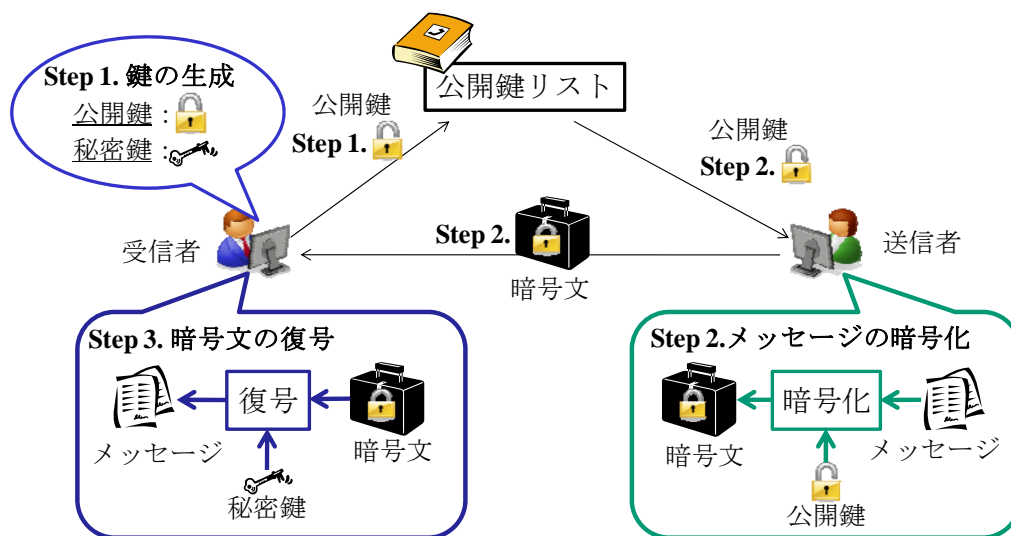 Step 1. 鍵の生成
公開鍵：
秘密鍵：
公開鍵リスト
公開鍵
Step 1.
公開鍵
Step 2.
受信者
Step 2.
暗号文
送信者
Step 3. 暗号文の復号
復号
メッセージ
暗号文
秘密鍵
Step 2.メッセージの暗号化
暗号化
暗号文
メッセージ
公開鍵